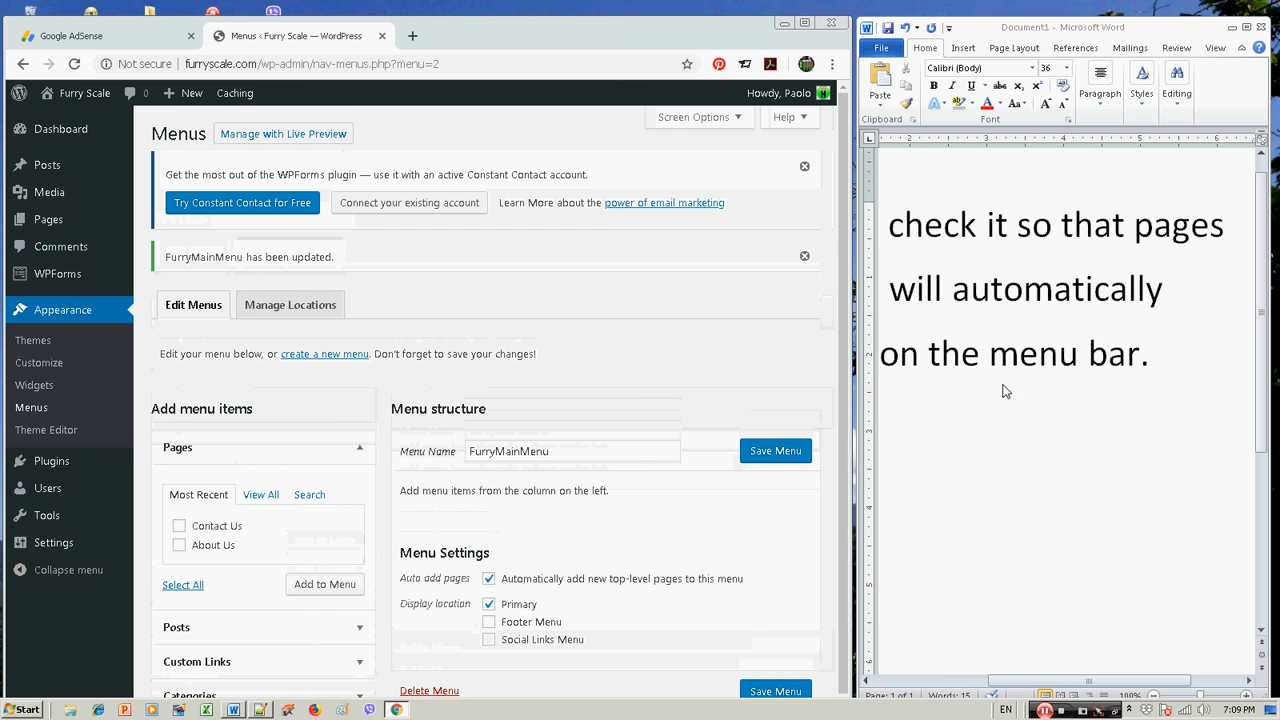 Google AdSense
Menus ‹ Furry Scale — WordPress
Not secure
furryscale.com/wp-admin/nav-menus.php?menu=2
Furry Scale
0
New
Caching
Howdy, Paolo
Dashboard
Posts
Media
Pages
Comments
WPForms
Appearance
Themes
Customize
Widgets
Menus
Theme Editor
Plugins
Users
Tools
Settings
Collapse menu
Screen Options
Help
Menus
Manage with Live Preview
Get the most out of the WPForms plugin — use it with an active Constant Contact account.
Try Constant Contact for Free
Connect your existing account
Learn More about the power of email marketing
FurryMainMenu has been updated.
Edit Menus
Manage Locations
Edit your menu below, or create a new menu. Don't forget to save your changes!
Add menu items
Pages
Most Recent
View All
Search
Contact Us
About Us
Select All
Add to Menu
Posts
Custom Links
Categories
Menu structure
Menu Name
FurryMainMenu
Save Menu
Add menu items from the column on the left.
Menu Settings
Auto add pages
Automatically add new top-level pages to this menu
Display location
Primary
Footer Menu
Social Links Menu
Delete Menu
Save Menu
Document1 - Microsoft Word
File
Home
Insert
Page Layout
References
Mailings
Review
View
Paste
Calibri (Body)
36
Paragraph
Styles
Editing
Clipboard
Font
check it so that pages
will automatically
on the menu bar.
Page: 1 of 1
Words: 15
100%
Start
EN
7:09 PM